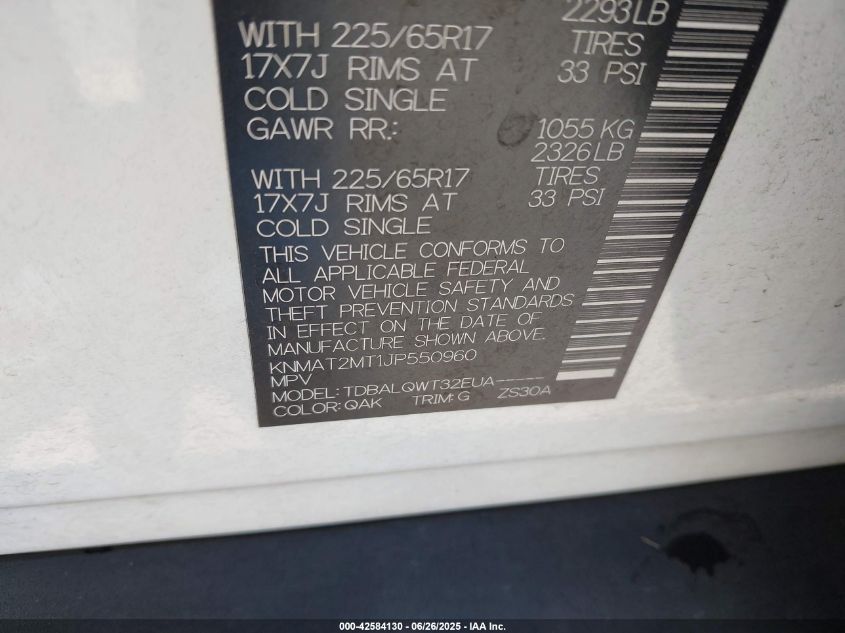 2293LB
WITH 225/65R17 TIRES
17X7J RIMS AT 33 PSI
COLD SINGLE
GAWR RR.: 1055 KG
2326LB
WITH 225/65R17 TIRES
17X7J RIMS AT 33 PSI
COLD SINGLE
THIS VEHICLE CONFORMS TO
ALL APPLICABLE FEDERAL
MOTOR VEHICLE SAFETY AND
THEFT PREVENTION STANDARDS
IN EFFECT ON THE DATE OF
MANUFACTURE SHOWN ABOVE.
KNMAT2MT1JP550960
MPV
MODEL: TDBALQWT32EUA-----
COLOR: QAK TRIM: G ZS30A
000-42584130 - 06/26/2025 - IAA Inc.